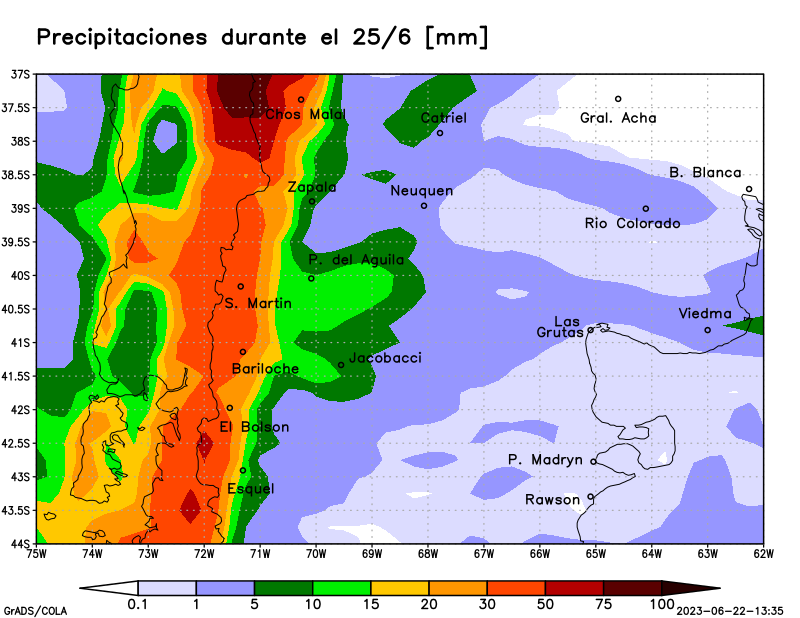 Precipitaciones durante el 25/6 [mm]
37S
37.5S
38S
38.5S
39S
39.5S
40S
40.5S
41S
41.5S
42S
42.5S
43S
43.5S
44S
Chos Malal
Catriel
Gral. Acha
B. Blanca
Zapala
Neuquen
Rio Colorado
P. del Aguila
S. Martin
Viedma
Las
Grutas
Jacobacci
Bariloche
El Bolson
P. Madryn
Esquel
Rawson
75W 74W 73W 72W 71W 70W 69W 68W 67W 66W 65W 64W 63W 62W
0.1 1 5 10 15 20 30 50 75 100
GrADS/COLA
2023-06-22-13:35